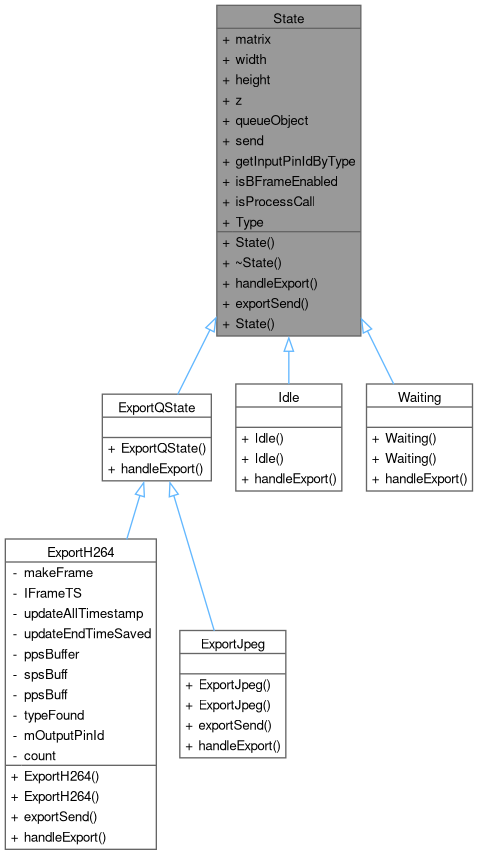 State
+ matrix
+ width
+ height
+ z
+ queueObject
+ send
+ getInputPinIdByType
+ isBFrameEnabled
+ isProcessCall
+ Type
+ State()
+ ~State()
+ handleExport()
+ exportSend()
+ State()
ExportQState
+ ExportQState()
+ handleExport()
Idle
+ Idle()
+ Idle()
+ handleExport()
Waiting
+ Waiting()
+ Waiting()
+ handleExport()
ExportH264
- makeFrame
- IFrameTS
- updateAllTimestamp
- updateEndTimeSaved
- ppsBuffer
- spsBuff
- ppsBuff
- typeFound
- mOutputPinId
- count
+ ExportH264()
+ ExportH264()
+ exportSend()
+ handleExport()
ExportJpeg
+ ExportJpeg()
+ ExportJpeg()
+ exportSend()
+ handleExport()